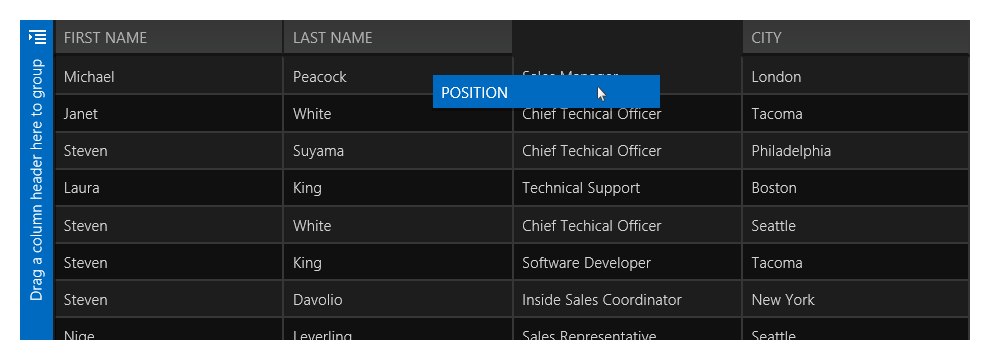 FIRST NAME LAST NAME CITY
Drag a column header here to group
Michael Peacock Sales Manager London
POSITION
Janet White Chief Techical Officer Tacoma
Steven Suyama Chief Techical Officer Philadelphia
Laura King Technical Support Boston
Steven White Chief Techical Officer Seattle
Steven King Software Developer Tacoma
Steven Davolio Inside Sales Coordinator New York
Nige Leverling Sales Representative Seattle